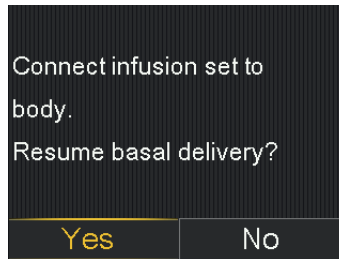 Connect infusion set to
body.
Resume basal delivery?
Yes No